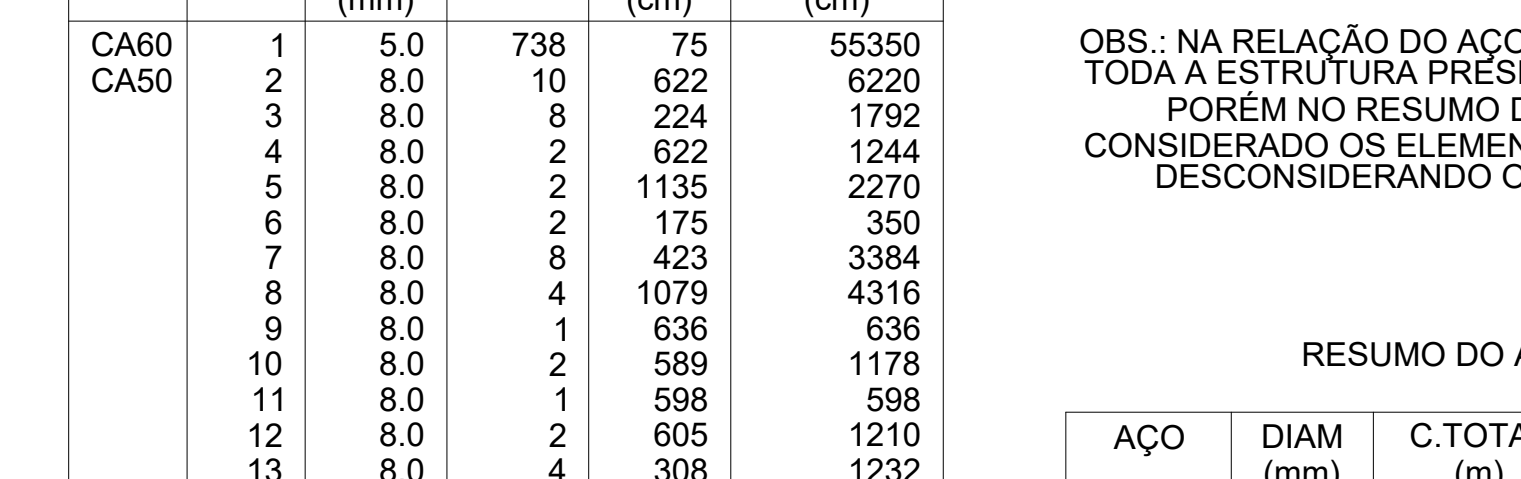 (mm) (cm) (cm)
CA60 1 5.0 738 75 55350
CA50 2 8.0 10 622 6220
3 8.0 8 224 1792
4 8.0 2 622 1244
5 8.0 2 1135 2270
6 8.0 2 175 350
7 8.0 8 423 3384
8 8.0 4 1079 4316
9 8.0 1 636 636
10 8.0 2 589 1178
11 8.0 1 598 598
12 8.0 2 605 1210
13 8.0 4 308 1232
OBS.: NA RELAÇÃO DO AÇO
TODA A ESTRUTURA
PORÉM NO RESUMO
CONSIDERADO OS
DESCONSIDERANDO
RESUMO DO
AÇO DIAM
(mm) (m)